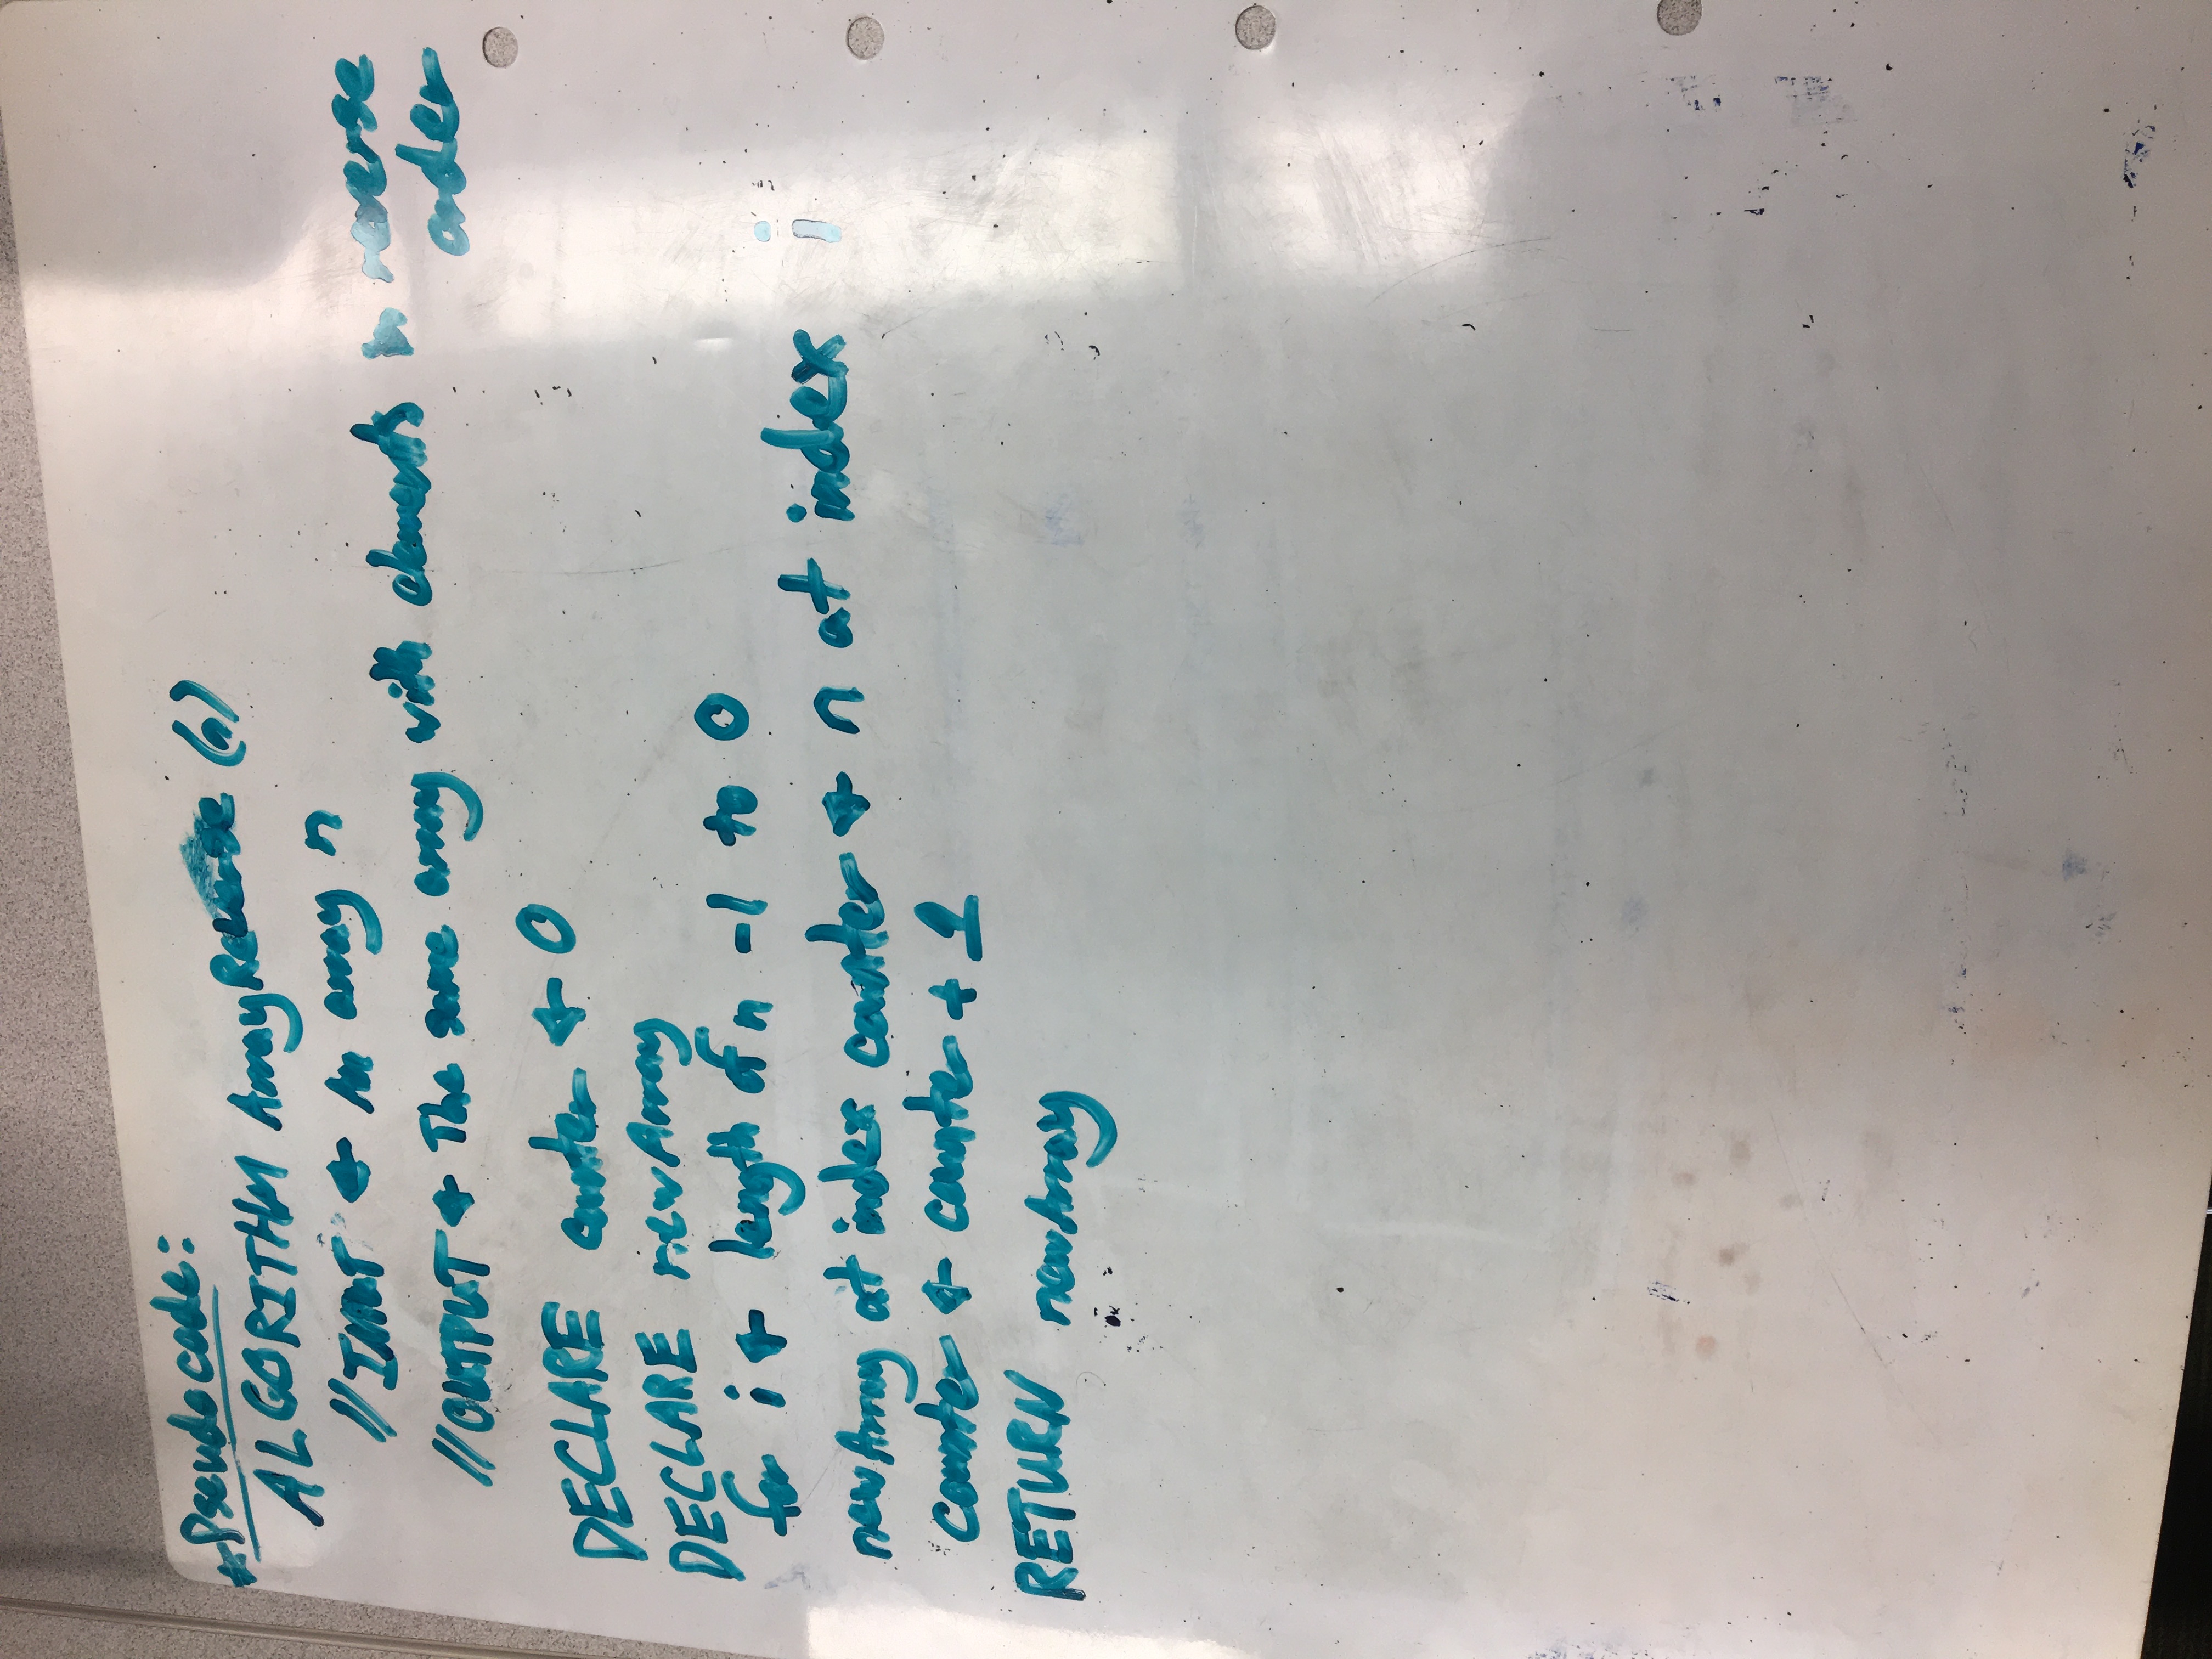 * Pseudocode:
ALGORITHM ArrayReverse (n)
// INPUT ← An array n
// OUTPUT ← The same array with elements in reverse
order
DECLARE counter ← 0
DECLARE newArray
for i ← length of n -1 to 0
newArray at index counter ← n at index i
counter ← counter + 1
RETURN newArray